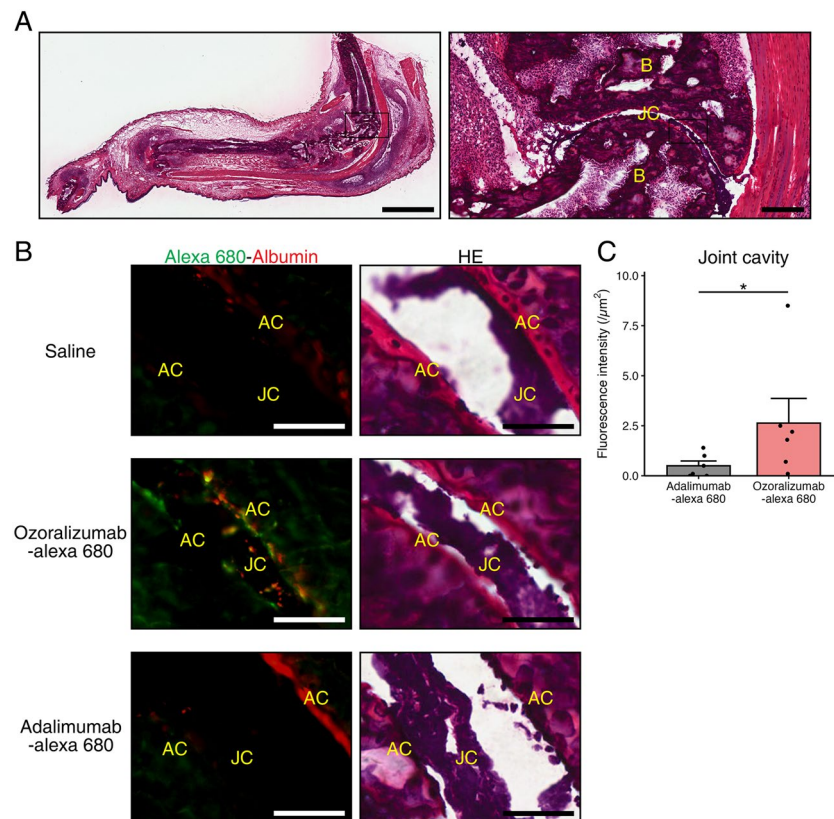 A
B
JC
B
B
Alexa 680-Albumin
HE
Saline
AC
AC
JC
AC
AC
JC
Ozoralizumab
-alexa 680
AC
AC
JC
AC
AC
JC
Adalimumab
-alexa 680
AC
AC
JC
AC
AC
JC
C
Joint cavity
Fluorescence intensity (/μm²)
10.0
7.5
5.0
2.5
0.0
*
Adalimumab
-alexa 680
Ozoralizumab
-alexa 680